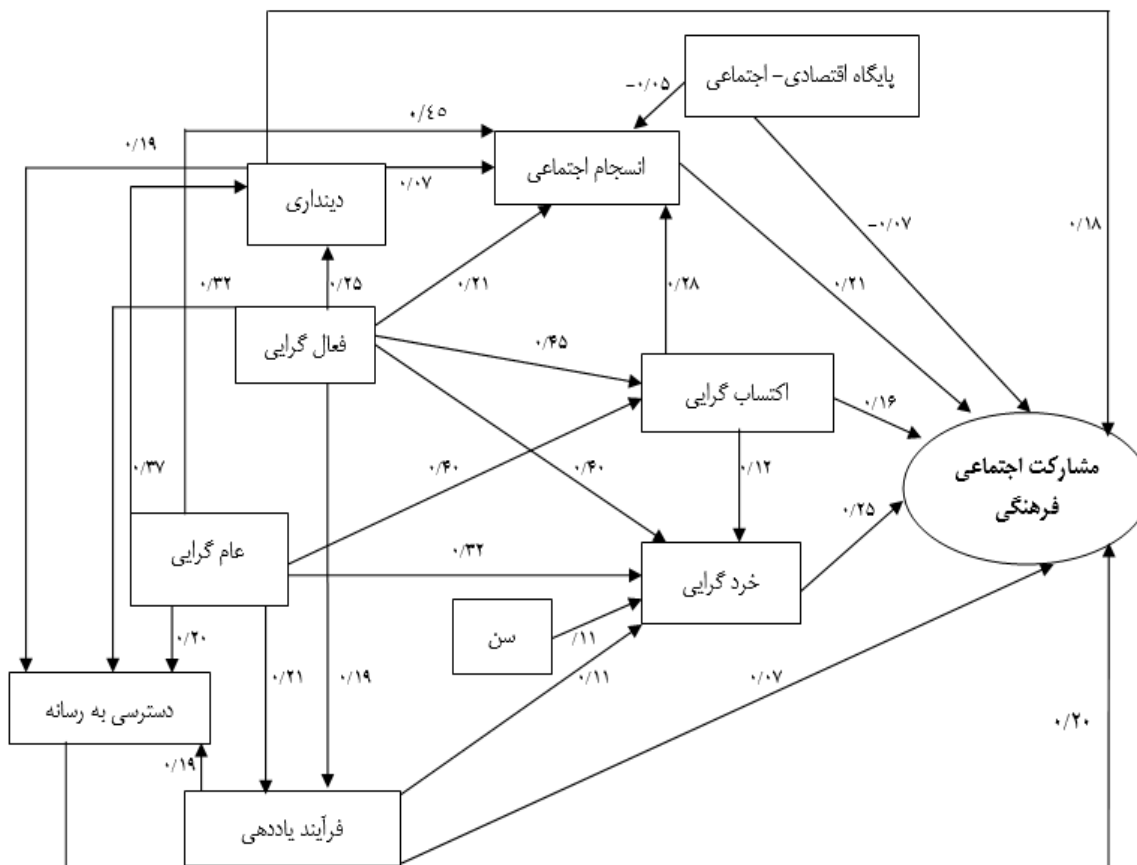 پایگاه اقتصادی- اجتماعی
-۰/۰۵
۰/٤٥
۰/۱۹
انسجام اجتماعی
دینداری
۰/۰۷
-۰/۰۷
۰/۱۸
۰/۳۲
۰/۲۵
۰/۲۱
۰/۲۸
۰/۲۱
فعال گرایی
۰/۴۵
اکتساب گرایی
۰/۱۶
۰/۳۷
۰/۴۰
۰/۴۰
۰/۱۲
مشارکت اجتماعی
فرهنگی
عام گرایی
۰/۳۲
خرد گرایی
۰/۲۵
سن
/۱۱
۰/۲۰
۰/۲۱
۰/۱۹
۰/۱۱
۰/۰۷
دسترسی به رسانه
۰/۲۰
۰/۱۹
فرآیند یاددهی